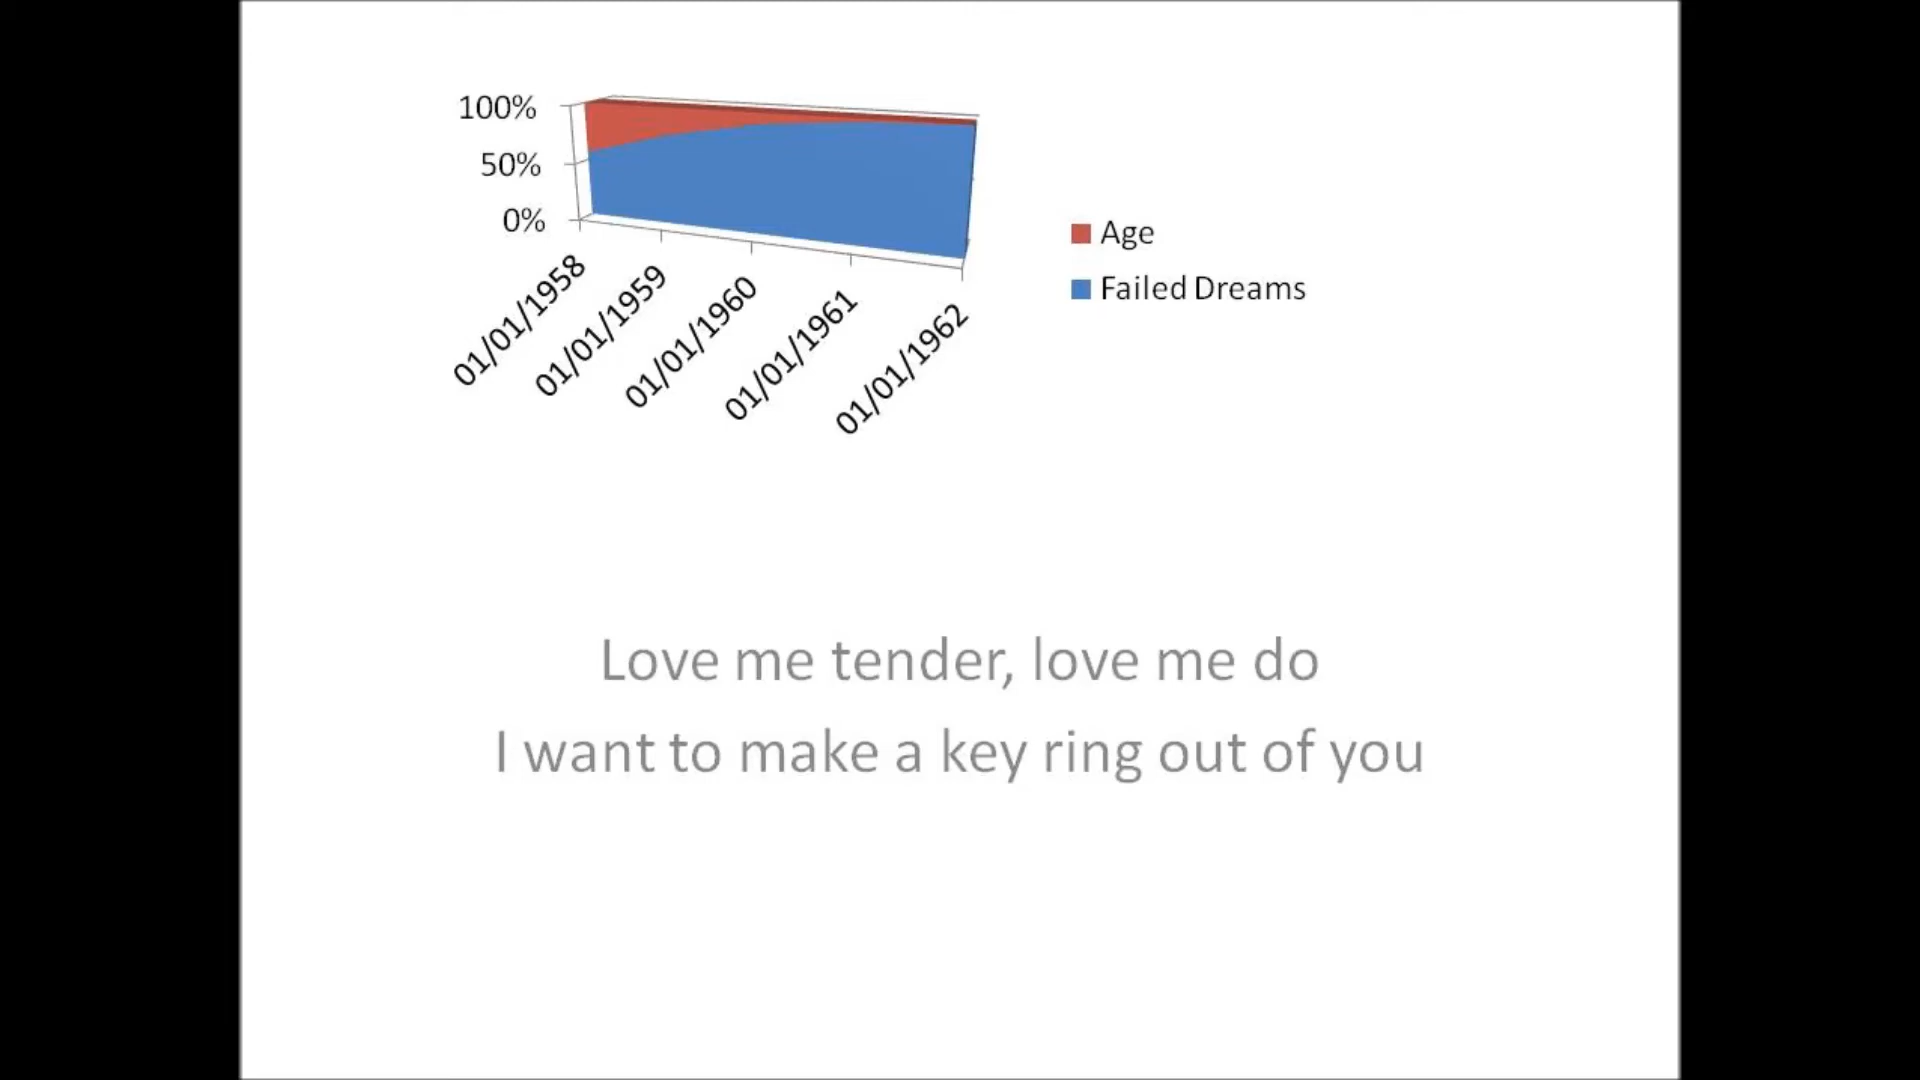 100%
50%
0%
01/01/1958
01/01/1959
01/01/1960
01/01/1961
01/01/1962
Age
Failed Dreams
Love me tender, love me do
I want to make a key ring out of you